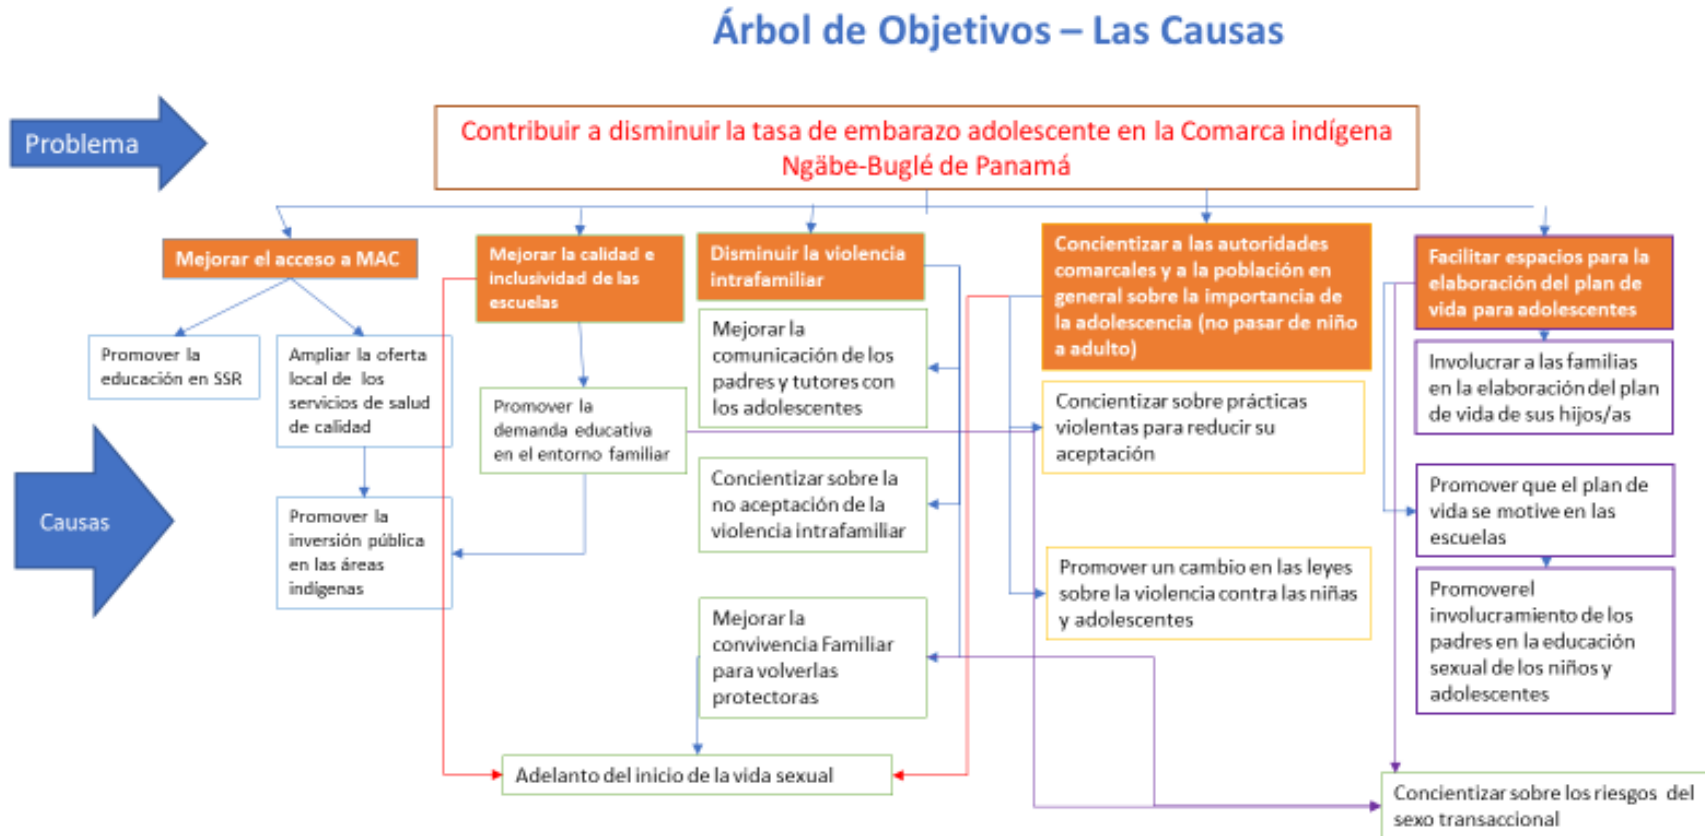 Árbol de Objetivos – Las Causas
Problema
Contribuir a disminuir la tasa de embarazo adolescente en la Comarca indígena
Ngäbe-Buglé de Panamá
Mejorar el acceso a MAC
Promover la
educación en SSR
Ampliar la oferta
local de los
servicios de salud
de calidad
Promover la
inversión pública
en las áreas
indígenas
Mejorar la calidad e
inclusividad de las
escuelas
Promover la
demanda educativa
en el entorno familiar
Disminuir la violencia
intrafamiliar
Mejorar la
comunicación de los
padres y tutores con
los adolescentes
Concientizar sobre la
no aceptación de la
violencia intrafamiliar
Mejorar la
convivencia Familiar
para volverlas
protectoras
Adelanto del inicio de la vida sexual
Concientizar a las autoridades
comarcales y a la población en
general sobre la importancia de
la adolescencia (no pasar de niño
a adulto)
Concientizar sobre prácticas
violentas para reducir su
aceptación
Promover un cambio en las leyes
sobre la violencia contra las niñas
y adolescentes
Facilitar espacios para la
elaboración del plan de
vida para adolescentes
Involucrar a las familias
en la elaboración del plan
de vida de sus hijos/as
Promover que el plan de
vida se motive en las
escuelas
Promoverel
involucramiento de los
padres en la educación
sexual de los niños y
adolescentes
Concientizar sobre los riesgos del
sexo transaccional
Causas